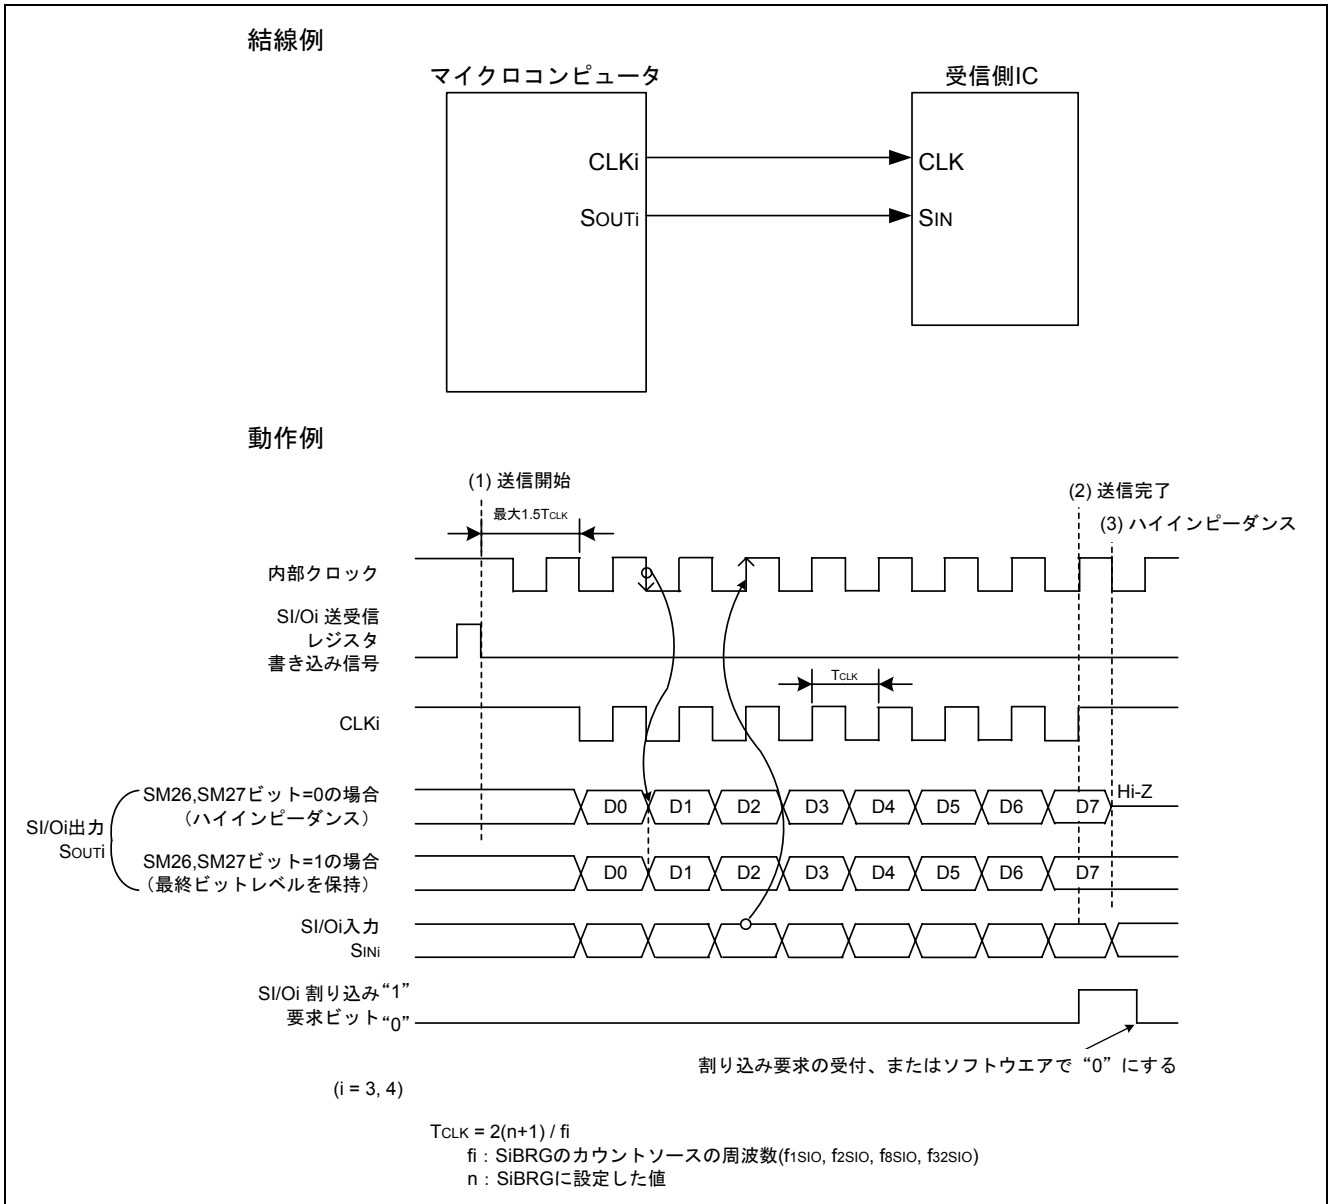 結線例
マイクロコンピュータ
受信側IC
CLKi
CLK
SOUTi
SIN
動作例
(1) 送信開始
(2) 送信完了
最大1.5TCLK
(3) ハイインピーダンス
内部クロック
SI/Oi 送受信
レジスタ
書き込み信号
TCLK
CLKi
SI/Oi出力
SOUTi
SM26,SM27ビット=0の場合
（ハイインピーダンス）
D0 D1 D2 D3 D4 D5 D6 D7
Hi-Z
SM26,SM27ビット=1の場合
（最終ビットレベルを保持）
D0 D1 D2 D3 D4 D5 D6 D7
SI/Oi入力
SINi
SI/Oi 割り込み“1”
要求ビット“0”
割り込み要求の受付、またはソフトウエアで“0”にする
(i = 3, 4)
TCLK = 2(n+1) / fi
fi：SiBRGのカウントソースの周波数(f1SIO, f2SIO, f8SIO, f32SIO)
n：SiBRGに設定した値